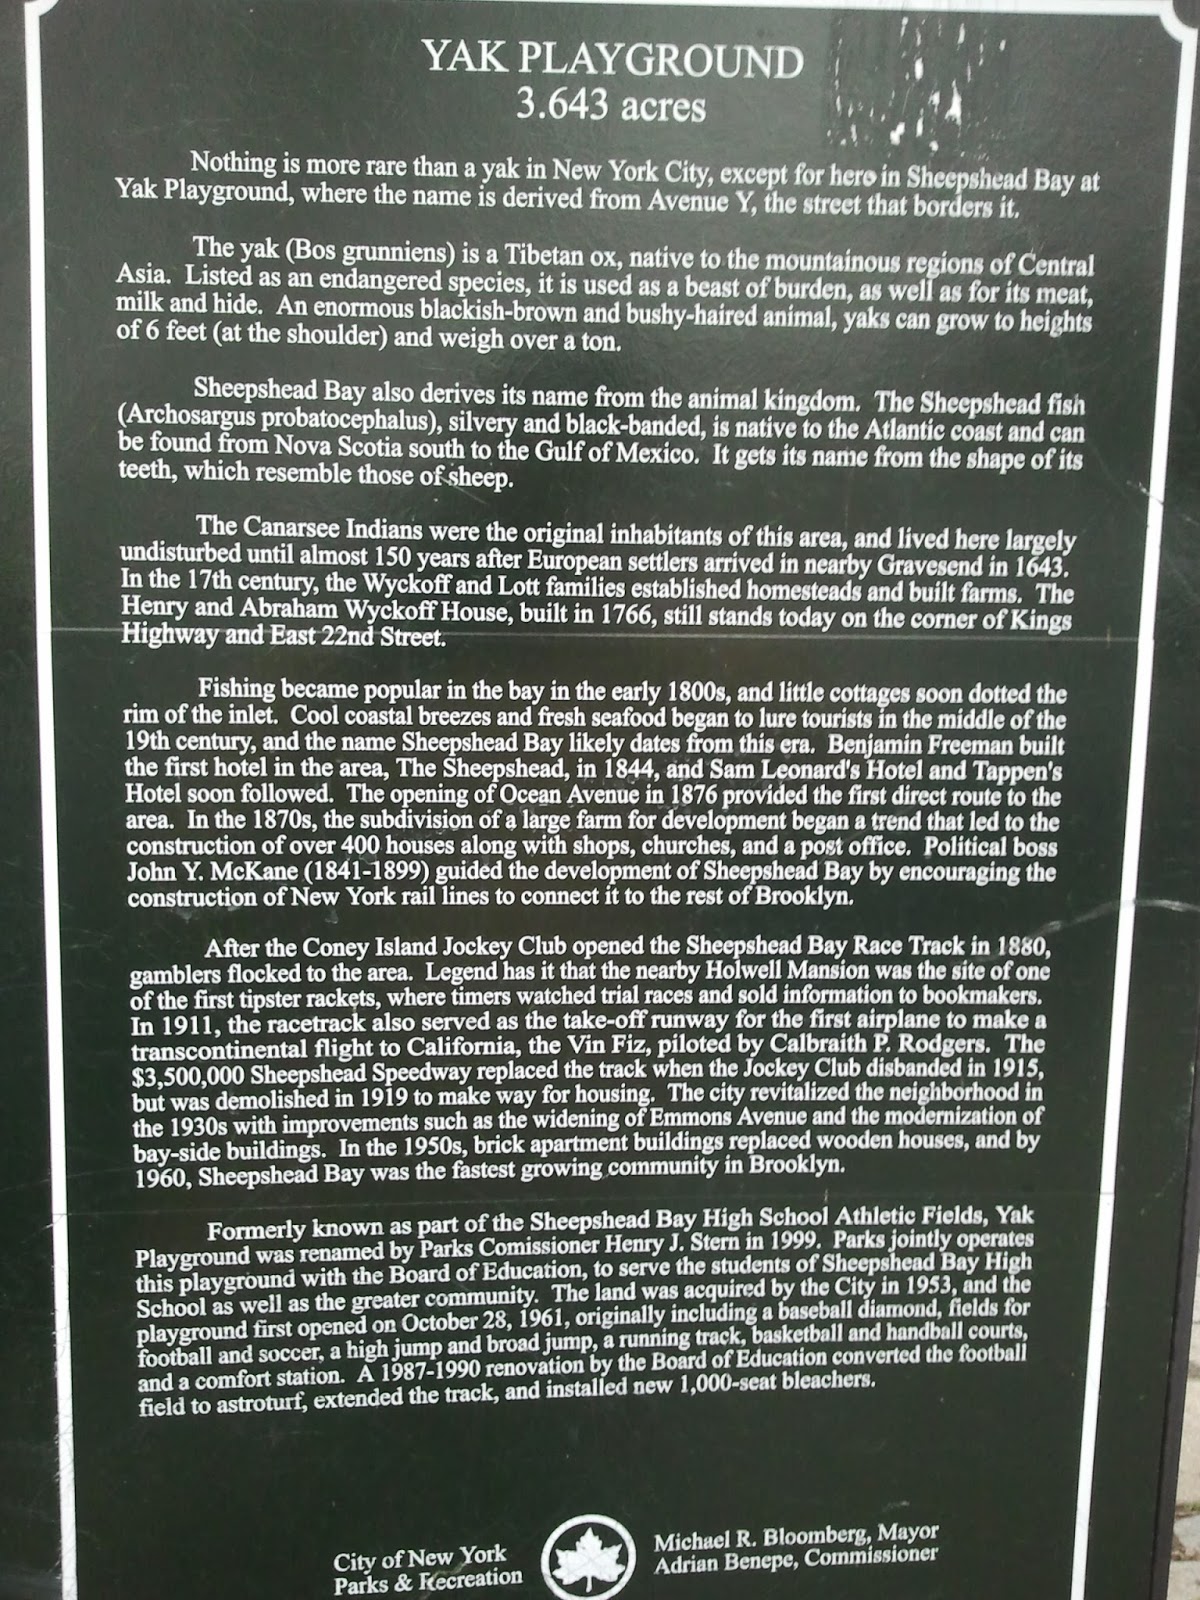 YAK PLAYGROUND
3.643 acres
Nothing is more rare than a yak in New York City, except for here in Sheepshead Bay at
Yak Playground, where the name is derived from Avenue Y, the street that borders it.
The yak (Bos grunniens) is a Tibetan ox, native to the mountainous regions of Central
Asia. Listed as an endangered species, it is used as a beast of burden, as well as for its meat,
milk and hide. An enormous blackish-brown and bushy-haired animal, yaks can grow to heights
of 6 feet (at the shoulder) and weigh over a ton.
Sheepshead Bay also derives its name from the animal kingdom. The Sheepshead fish
(Archosargus probatocephalus), silvery and black-banded, is native to the Atlantic coast and can
be found from Nova Scotia south to the Gulf of Mexico. It gets its name from the shape of its
teeth, which resemble those of sheep.
The Canarsee Indians were the original inhabitants of this area, and lived here largely
undisturbed until almost 150 years after European settlers arrived in nearby Gravesend in 1643.
In the 17th century, the Wyckoff and Lott families established homesteads and built farms. The
Henry and Abraham Wyckoff House, built in 1766, still stands today on the corner of Kings
Highway and East 22nd Street.
Fishing became popular in the bay in the early 1800s, and little cottages soon dotted the
rim of the inlet. Cool coastal breezes and fresh seafood began to lure tourists in the middle of the
19th century, and the name Sheepshead Bay likely dates from this era. Benjamin Freeman built
the first hotel in the area, The Sheepshead, in 1844, and Sam Leonard's Hotel and Tappen's
Hotel soon followed. The opening of Ocean Avenue in 1876 provided the first direct route to the
area. In the 1870s, the subdivision of a large farm for development began a trend that led to the
construction of over 400 houses along with shops, churches, and a post office. Political boss
John Y. McKane (1841-1899) guided the development of Sheepshead Bay by encouraging the
construction of New York rail lines to connect it to the rest of Brooklyn.
After the Coney Island Jockey Club opened the Sheepshead Bay Race Track in 1880,
gamblers flocked to the area. Legend has it that the nearby Holwell Mansion was the site of one
of the first tipster rackets, where timers watched trial races and sold information to bookmakers.
In 1911, the racetrack also served as the take-off runway for the first airplane to make a
transcontinental flight to California, the Vin Fiz, piloted by Calbraith P. Rodgers. The
$3,500,000 Sheepshead Speedway replaced the track when the Jockey Club disbanded in 1915,
but was demolished in 1919 to make way for housing. The city revitalized the neighborhood in
the 1930s with improvements such as the widening of Emmons Avenue and the modernization of
bay-side buildings. In the 1950s, brick apartment buildings replaced wooden houses, and by
1960, Sheepshead Bay was the fastest growing community in Brooklyn.
Formerly known as part of the Sheepshead Bay High School Athletic Fields, Yak
Playground was renamed by Parks Comissioner Henry J. Stern in 1999. Parks jointly operates
this playground with the Board of Education, to serve the students of Sheepshead Bay High
School as well as the greater community. The land was acquired by the City in 1953, and the
playground first opened on October 28, 1961, originally including a baseball diamond, fields for
football and soccer, a high jump and broad jump, a running track, basketball and handball courts,
and a comfort station. A 1987-1990 renovation by the Board of Education converted the football
field to astroturf, extended the track, and installed new 1,000-seat bleachers.
City of New York
Parks & Recreation
Michael R. Bloomberg, Mayor
Adrian Benepe, Commissioner